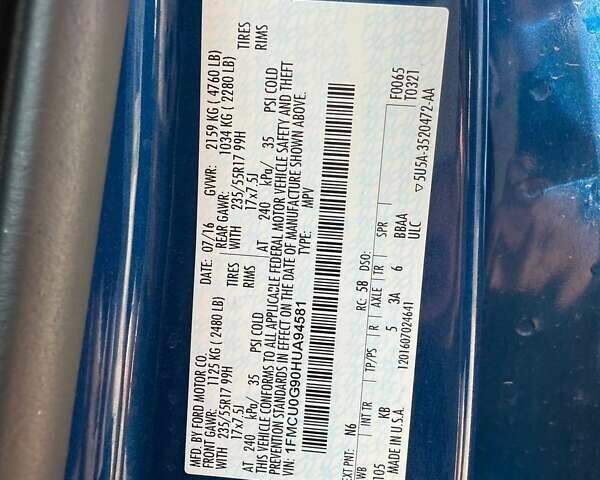 MFD. BY FORD MOTOR CO.
DATE: 07/16 GVWR: 2159 KG ( 4760 LB)
FRONT GAWR: 1125 KG ( 2480 LB) REAR GAWR: 1034 KG ( 2280 LB)
WITH 235/55R17 99H TIRES WITH 235/55R17 99H TIRES
17x7.5J RIMS 17x7.5J RIMS
AT 240 kPa/ 35 PSI COLD AT 240 kPa/ 35 PSI COLD
THIS VEHICLE CONFORMS TO ALL APPLICABLE FEDERAL MOTOR VEHICLE SAFETY AND THEFT
PREVENTION STANDARDS IN EFFECT ON THE DATE OF MANUFACTURE SHOWN ABOVE.
VIN: 1FMCU0G90HUA94581 TYPE: MPV
F0065
T0321
EXT PNT: N6 RC: 5B DSO:
WB INT TR TP/PS R AXLE TR SPR
105 KB 5 3A 6 BBAA
MADE IN U.S.A. 1201607024641 ULC
▽5U5A-3520472-AA